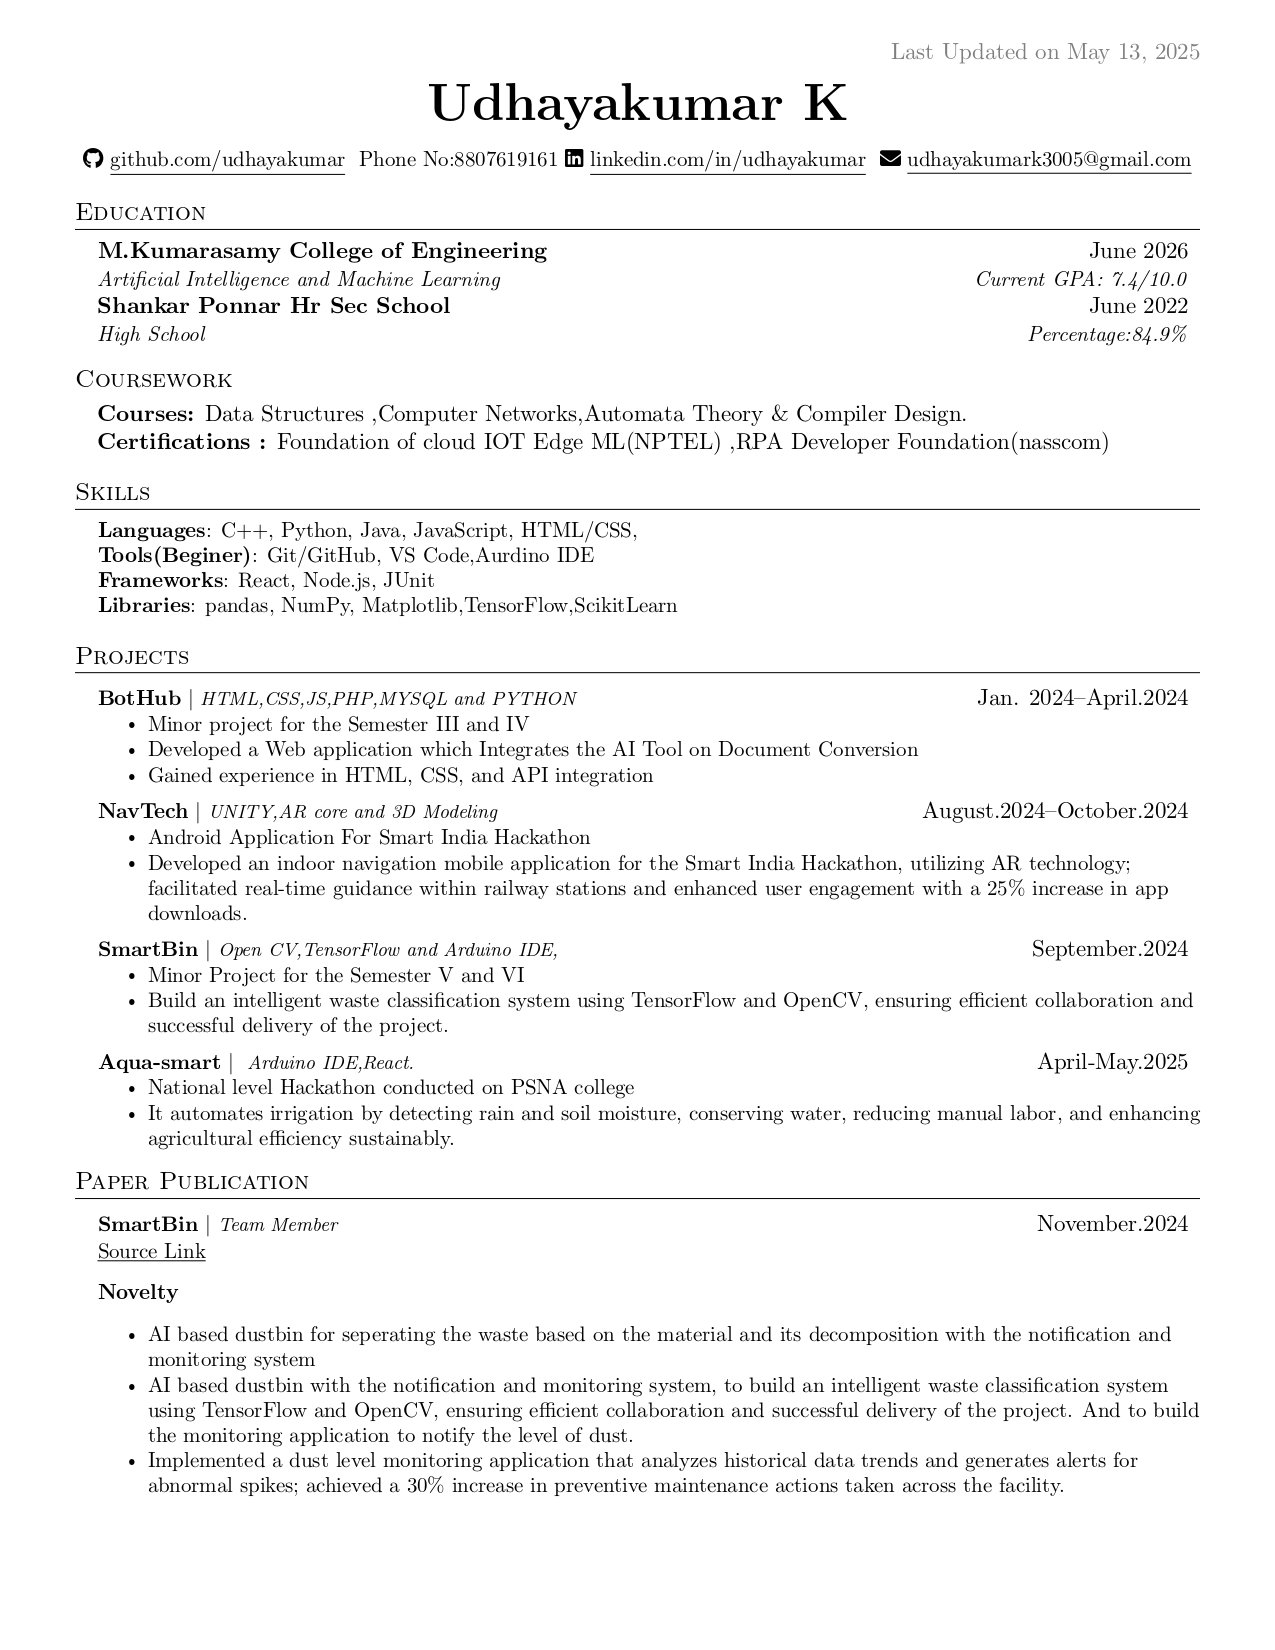 Last Updated on May 13, 2025
Udhayakumar K
github.com/udhayakumar Phone No:8807619161 linkedin.com/in/udhayakumar udhayakumark3005@gmail.com
Education
M.Kumarasamy College of Engineering June 2026
Artificial Intelligence and Machine Learning Current GPA: 7.4/10.0
Shankar Ponnar Hr Sec School June 2022
High School Percentage:84.9%
Coursework
Courses: Data Structures ,Computer Networks,Automata Theory & Compiler Design.
Certifications : Foundation of cloud IOT Edge ML(NPTEL) ,RPA Developer Foundation(nasscom)
Skills
Languages: C++, Python, Java, JavaScript, HTML/CSS,
Tools(Beginer): Git/GitHub, VS Code,Aurdino IDE
Frameworks: React, Node.js, JUnit
Libraries: pandas, NumPy, Matplotlib,TensorFlow,ScikitLearn
Projects
BotHub | HTML,CSS,JS,PHP,MYSQL and PYTHON Jan. 2024–April.2024
• Minor project for the Semester III and IV
• Developed a Web application which Integrates the AI Tool on Document Conversion
• Gained experience in HTML, CSS, and API integration
NavTech | UNITY,AR core and 3D Modeling August.2024–October.2024
• Android Application For Smart India Hackathon
• Developed an indoor navigation mobile application for the Smart India Hackathon, utilizing AR technology;
facilitated real-time guidance within railway stations and enhanced user engagement with a 25% increase in app
downloads.
SmartBin | Open CV,TensorFlow and Arduino IDE, September.2024
• Minor Project for the Semester V and VI
• Build an intelligent waste classification system using TensorFlow and OpenCV, ensuring efficient collaboration and
successful delivery of the project.
Aqua-smart | Arduino IDE,React. April-May.2025
• National level Hackathon conducted on PSNA college
• It automates irrigation by detecting rain and soil moisture, conserving water, reducing manual labor, and enhancing
agricultural efficiency sustainably.
Paper Publication
SmartBin | Team Member November.2024
Source Link
Novelty
• AI based dustbin for seperating the waste based on the material and its decomposition with the notification and
monitoring system
• AI based dustbin with the notification and monitoring system, to build an intelligent waste classification system
using TensorFlow and OpenCV, ensuring efficient collaboration and successful delivery of the project. And to build
the monitoring application to notify the level of dust.
• Implemented a dust level monitoring application that analyzes historical data trends and generates alerts for
abnormal spikes; achieved a 30% increase in preventive maintenance actions taken across the facility.